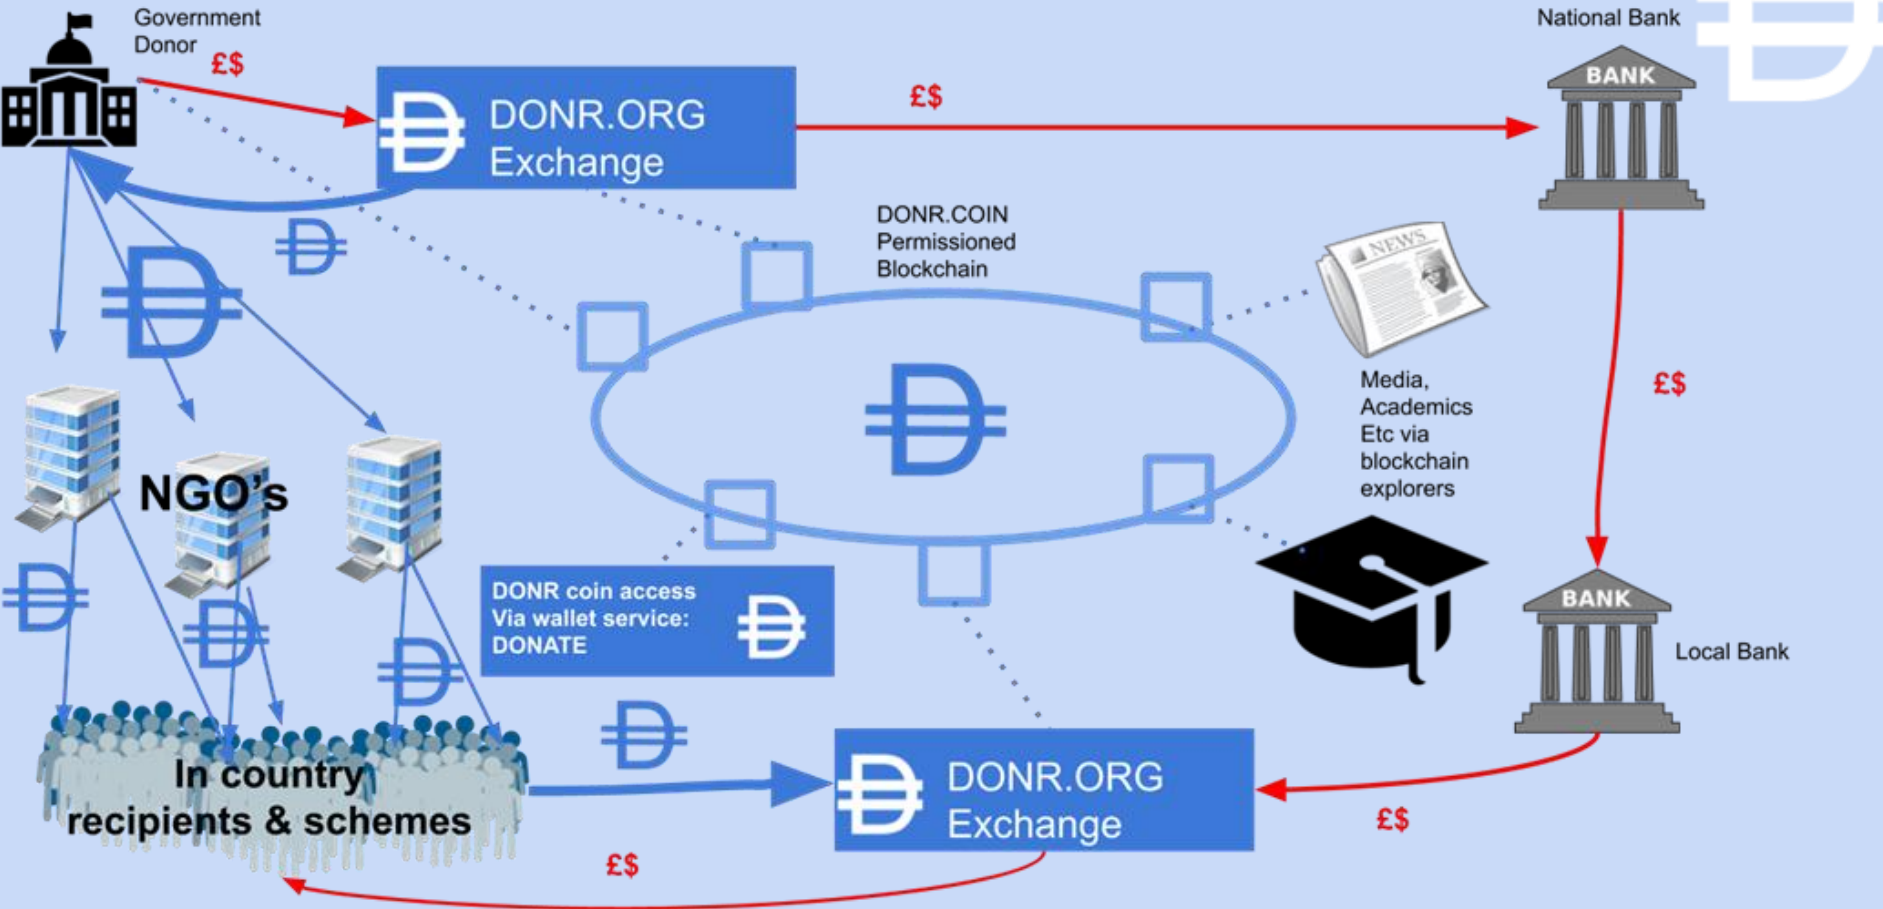 Government
Donor
£$
DONR.ORG
Exchange
£$
National Bank
BANK
DONR.COIN
Permissioned
Blockchain
NEWS
Media,
Academics
Etc via
blockchain
explorers
£$
NGO's
DONR coin access
Via wallet service:
DONATE
BANK
Local Bank
In country
recipients & schemes
DONR.ORG
Exchange
£$
£$